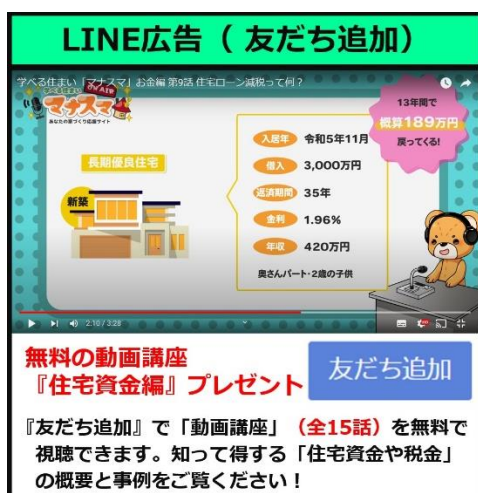 LINE広告（ 友だち追加）
学べる住まい「マナスマ」お金編 第9話 住宅ローン減税って何？
学べる住まい
ON AIR
マナスマ
あなたの家づくり応援サイト
13年間で
概算189万円
戻ってくる!
長期優良住宅
新築
入居年 令和5年11月
借入 3,000万円
返済期間 35年
金利 1.96%
年収 420万円
奥さんパート・2歳の子供
2:10 / 3:28
無料の動画講座
『住宅資金編』プレゼント
友だち追加
『友だち追加』で「動画講座」（全15話）を無料で
視聴できます。知って得する「住宅資金や税金」
の概要と事例をご覧ください！